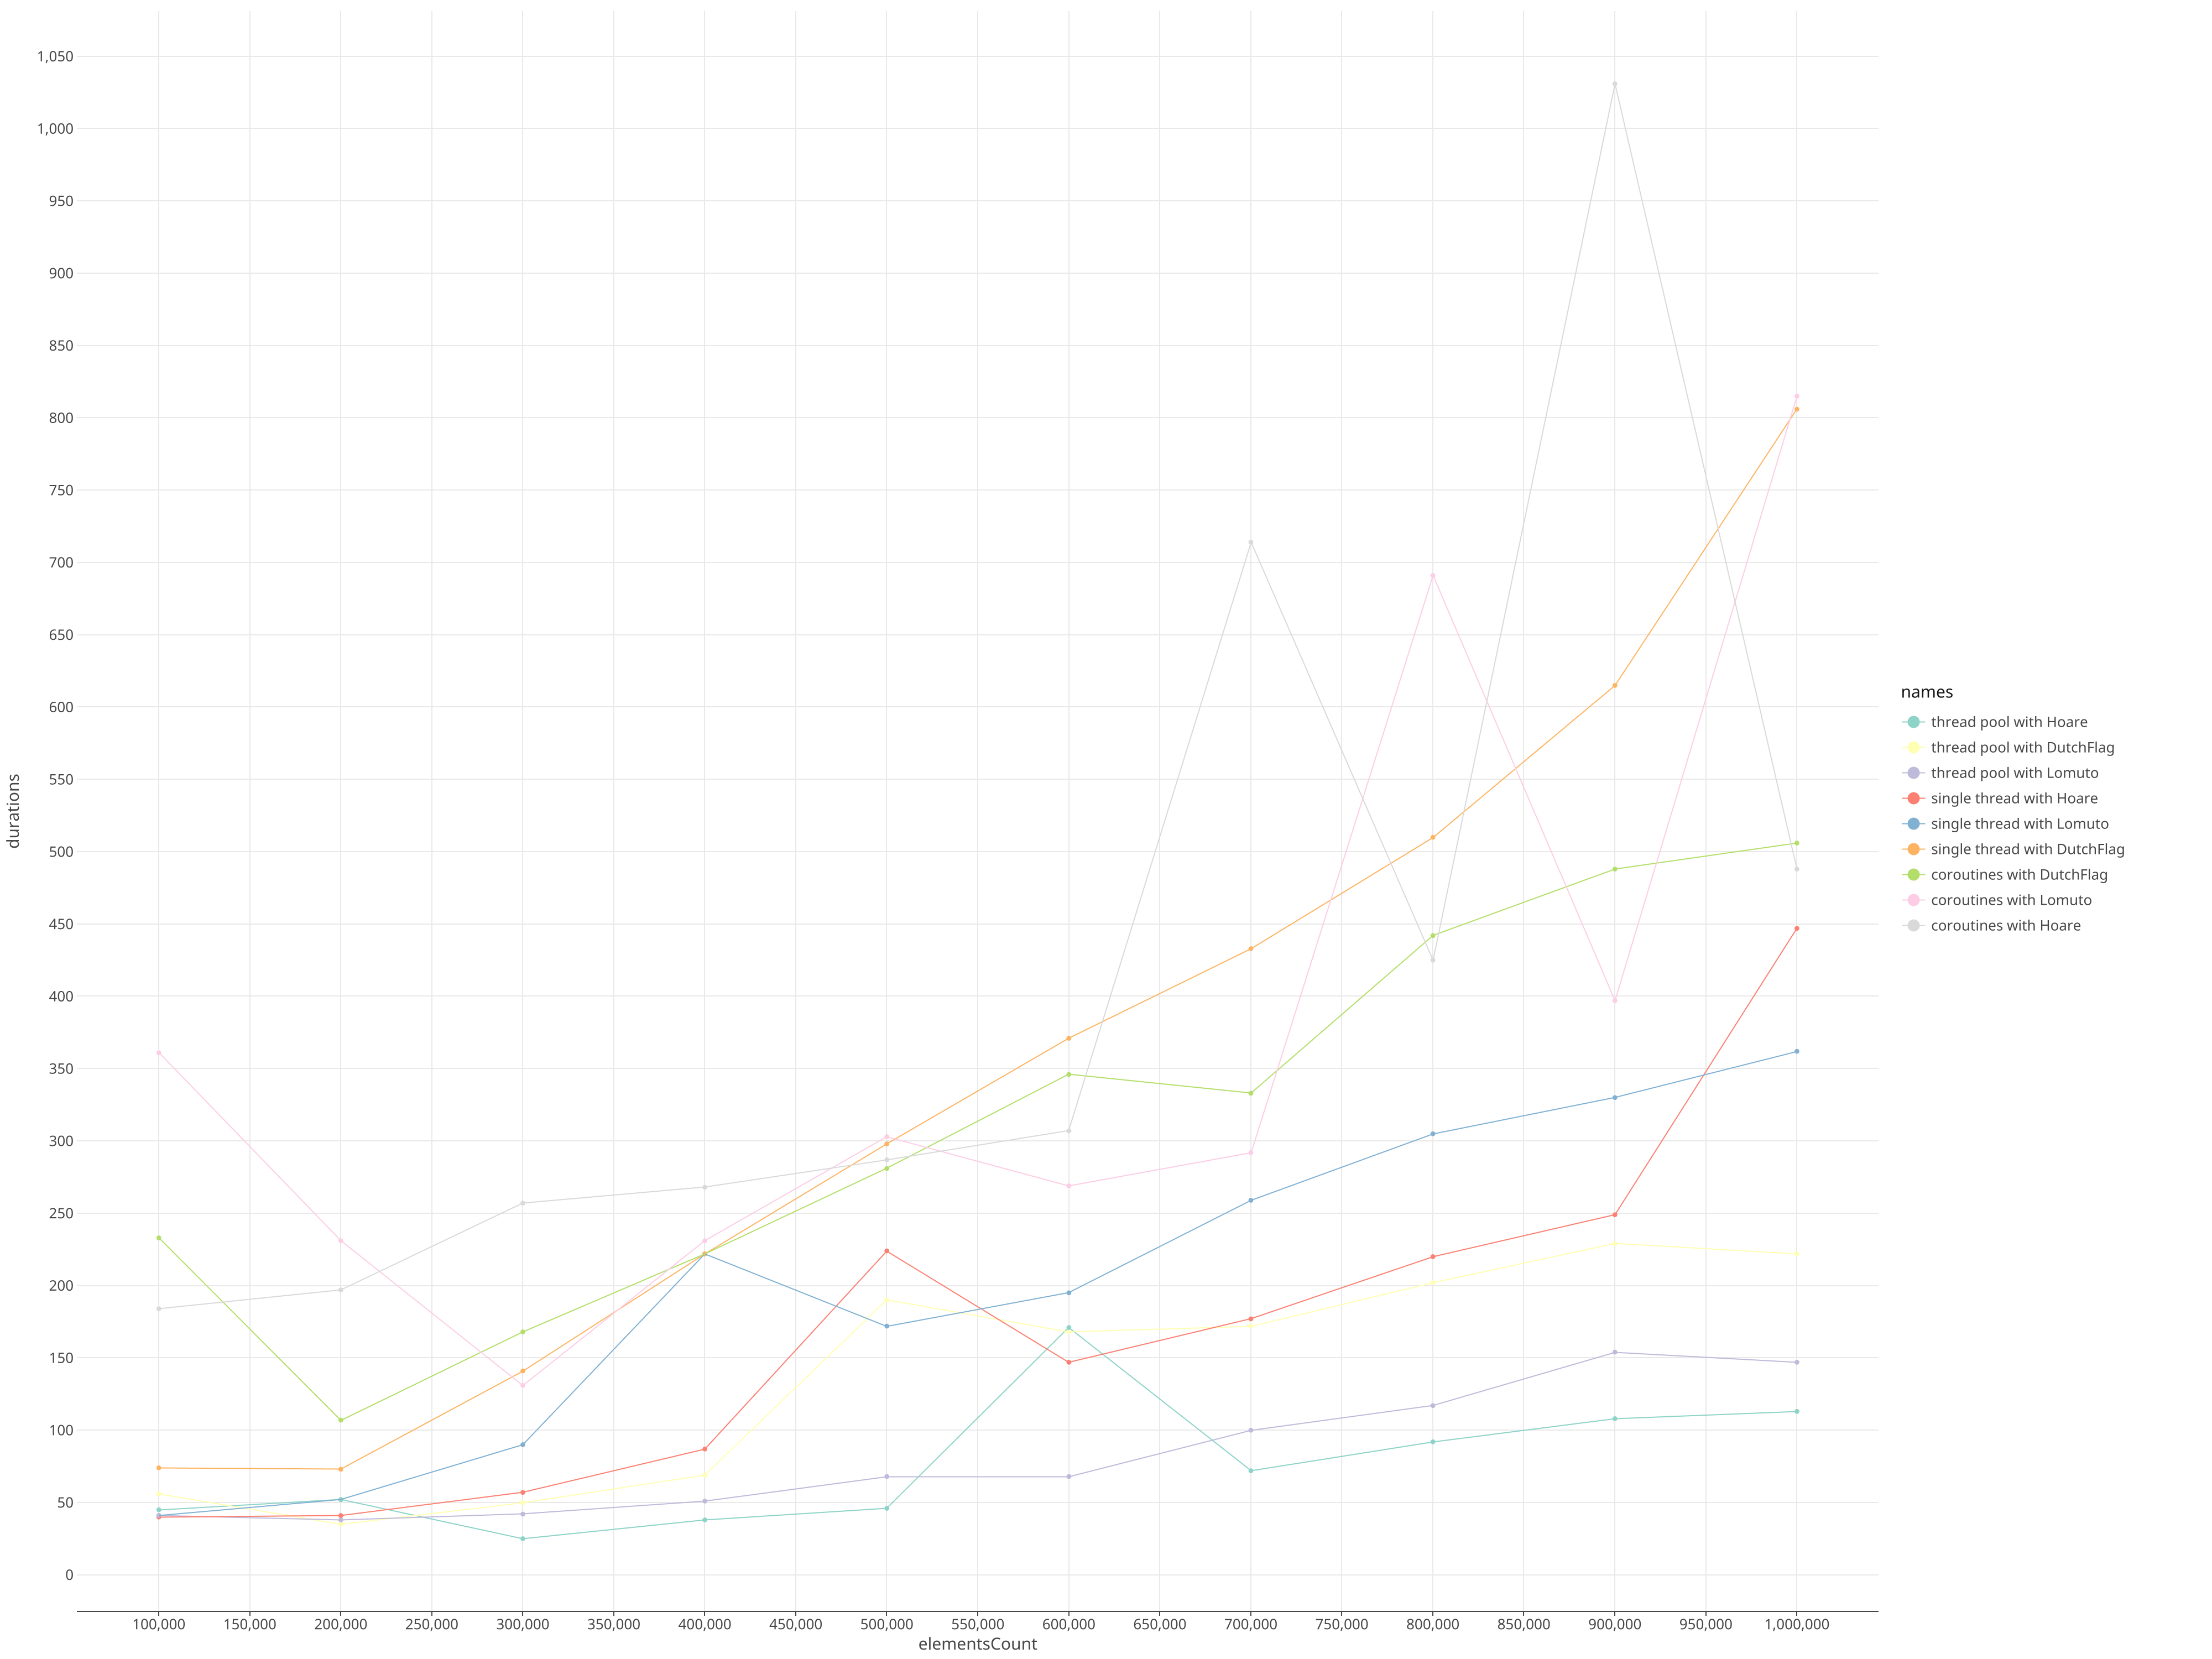 1,050
1,000
950
900
850
800
750
700
650
600
550
500
450
400
350
300
250
200
150
100
50
0
durations
100,000 150,000 200,000 250,000 300,000 350,000 400,000 450,000 500,000 550,000 600,000 650,000 700,000 750,000 800,000 850,000 900,000 950,000 1,000,000
elementsCount
names
thread pool with Hoare
thread pool with DutchFlag
thread pool with Lomuto
single thread with Hoare
single thread with Lomuto
single thread with DutchFlag
coroutines with DutchFlag
coroutines with Lomuto
coroutines with Hoare